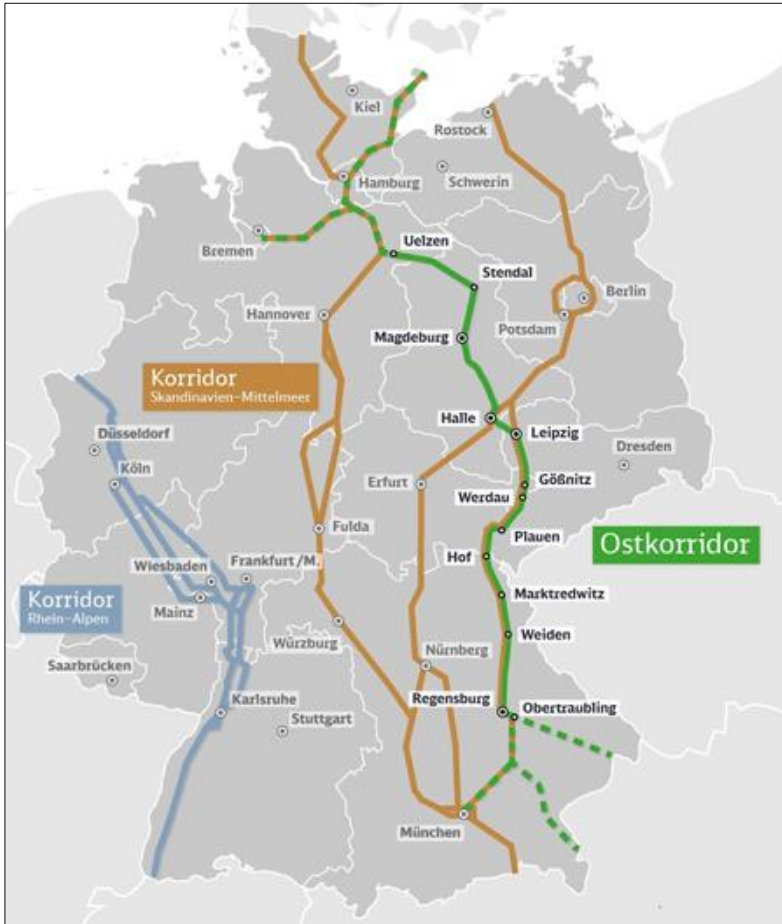 Kiel
Rostock
Hamburg
Schwerin
Bremen
Uelzen
Stendal
Berlin
Hannover
Potsdam
Magdeburg
Korridor
Skandinavien–Mittelmeer
Halle
Leipzig
Düsseldorf
Dresden
Köln
Erfurt
Gößnitz
Werdau
Fulda
Plauen
Ostkorridor
Hof
Wiesbaden
Frankfurt/M.
Korridor
Rhein–Alpen
Mainz
Marktredwitz
Würzburg
Weiden
Nürnberg
Saarbrücken
Regensburg
Obertraubling
Karlsruhe
Stuttgart
München